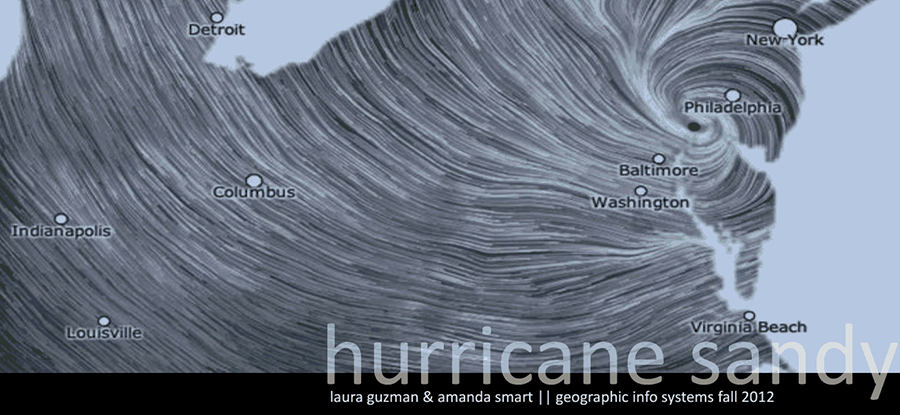 Detroit
New York
Philadelphia
Baltimore
Columbus
Washington
Indianapolis
Virginia Beach
Louisville
hurricane sandy
laura guzman & amanda smart || geographic info systems fall 2012